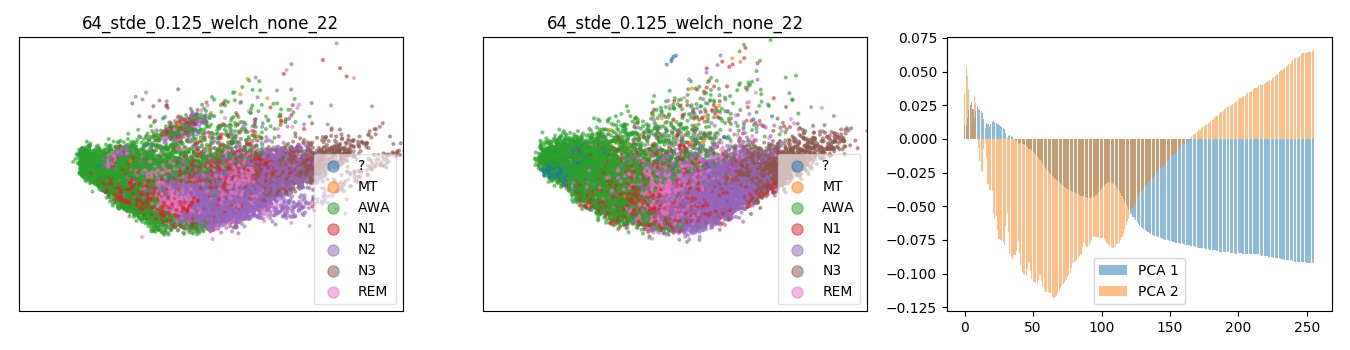 64_stde_0.125_welch_none_22
?
MT
AWA
N1
N2
N3
REM
64_stde_0.125_welch_none_22
?
MT
AWA
N1
N2
N3
REM
0.075
0.050
0.025
0.000
-0.025
-0.050
-0.075
-0.100
-0.125
PCA 1
PCA 2
0
50
100
150
200
250